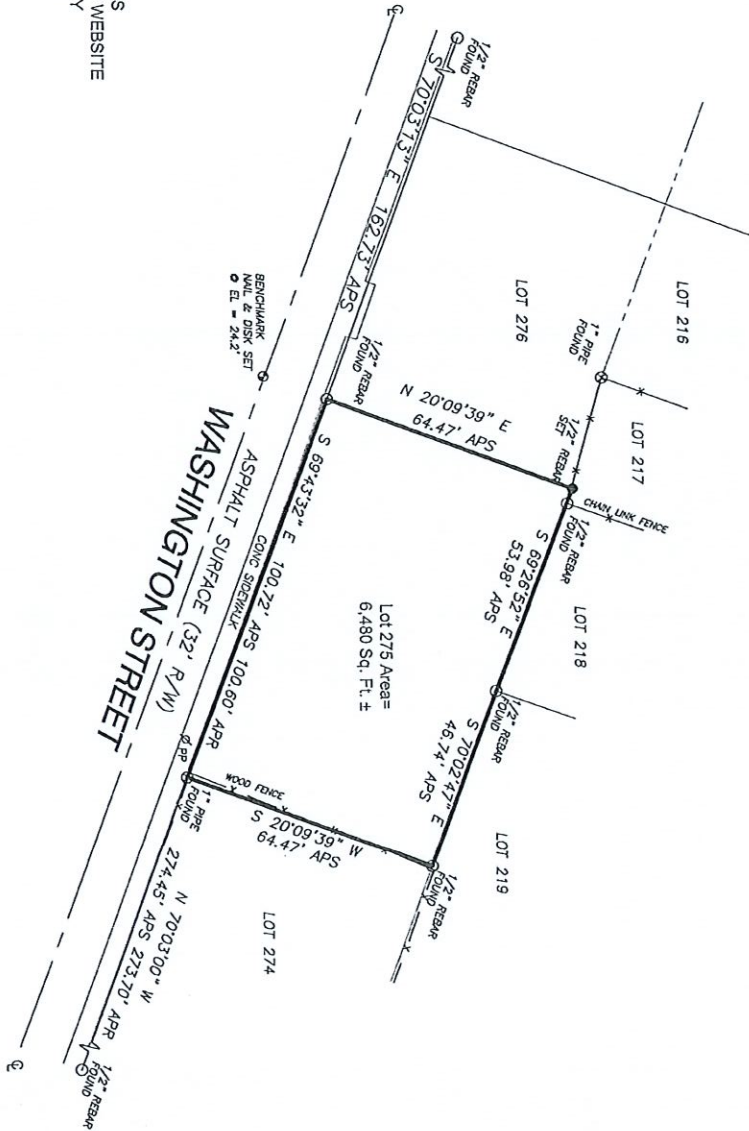 S
WEBSITE
Y
℄
1/2" REBAR
FOUND
S 70°03'13" E 162.73' APS
LOT 216
LOT 276
1" PIPE
FOUND
LOT 217
1/2" REBAR
SET
CHAIN LINK FENCE
1/2" REBAR
FOUND
N 20°09'39" E
64.47' APS
1/2" REBAR
FOUND
BENCHMARK
NAIL & DISK SET
EL = 24.2'
S 69°26'52" E
53.98' APS
LOT 218
1/2" REBAR
FOUND
S 70°02'47" E
46.74' APS
LOT 219
1/2" REBAR
FOUND
Lot 275 Area=
6,480 Sq. Ft. ±
S 69°43'32" E 100.72' APS 100.60' APR
CONC SIDEWALK
ASPHALT SURFACE (32' R/W)
WASHINGTON STREET
PP
WOOD FENCE
S 20°09'39" W
64.47' APS
1" PIPE
FOUND
LOT 274
N 70°03'00" W
274.45' APS 273.70' APR
1/2" REBAR
FOUND
℄